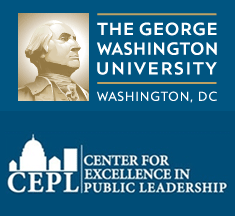 THE GEORGE
WASHINGTON
UNIVERSITY
WASHINGTON, DC
CEPL
CENTER FOR
EXCELLENCE IN
PUBLIC LEADERSHIP